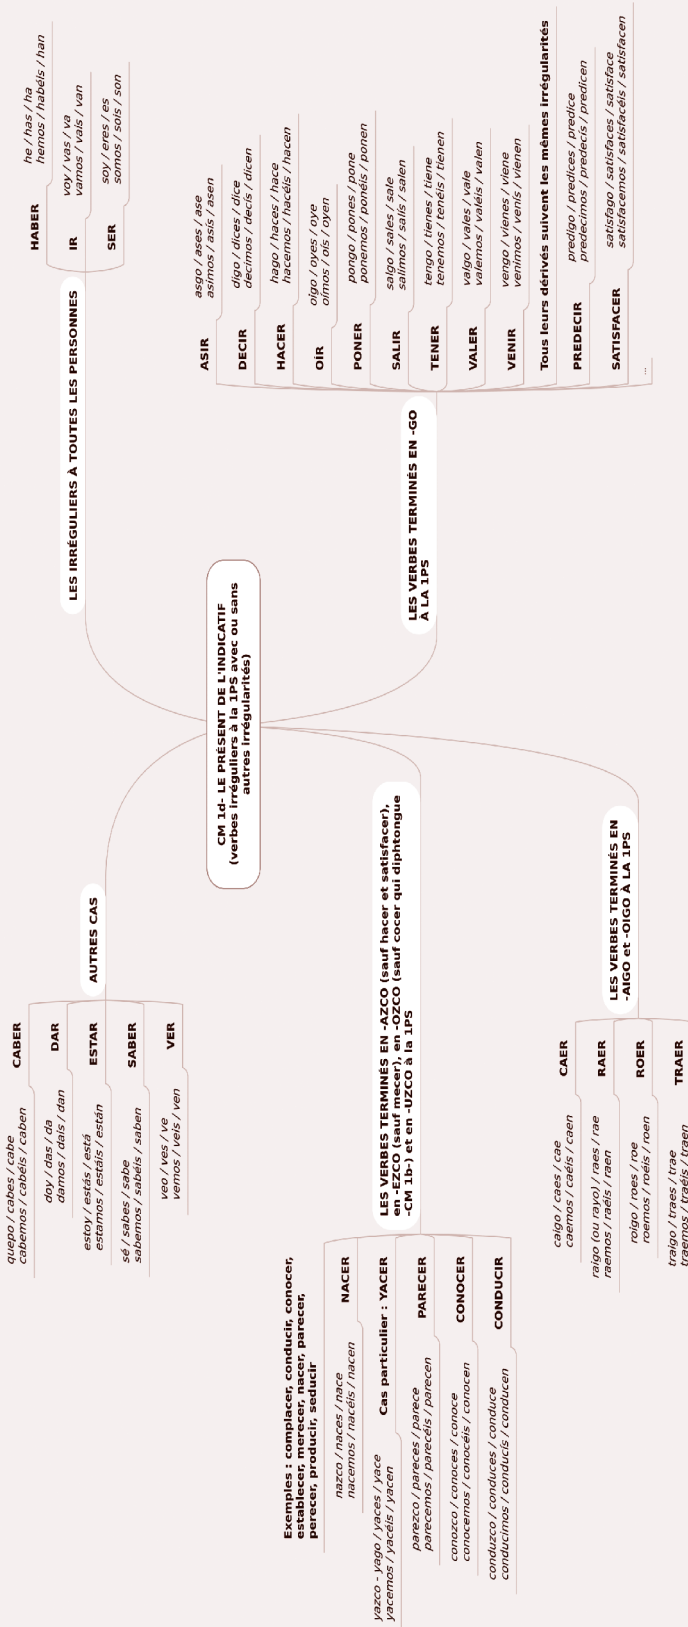 CM 1d- LE PRÉSENT DE L'INDICATIF
(verbes irréguliers à la 1PS avec ou sans
autres irrégularités)
LES IRRÉGULIERS À TOUTES LES PERSONNES
HABER
he / has / ha
hemos / habéis / han
IR
voy / vas / va
vamos / vais / van
SER
soy / eres / es
somos / sois / son
LES VERBES TERMINÉS EN -GO
À LA 1PS
ASIR
asgo / ases / ase
asimos / asís / asen
DECIR
digo / dices / dice
decimos / decís / dicen
HACER
hago / haces / hace
hacemos / hacéis / hacen
OÍR
oigo / oyes / oye
oímos / oís / oyen
PONER
pongo / pones / pone
ponemos / ponéis / ponen
SALIR
salgo / sales / sale
salimos / salís / salen
TENER
tengo / tienes / tiene
tenemos / tenéis / tienen
VALER
valgo / vales / vale
valemos / valéis / valen
VENIR
vengo / vienes / viene
venimos / venís / vienen
Tous leurs dérivés suivent les mêmes irrégularités
PREDECIR
predigo / predices / predice
predecimos / predecís / predicen
SATISFACER
satisfago / satisfaces / satisface
satisfacemos / satisfacéis / satisfacen
...
AUTRES CAS
CABER
quepo / cabes / cabe
cabemos / cabéis / caben
DAR
doy / das / da
damos / dais / dan
ESTAR
estoy / estás / está
estamos / estáis / están
SABER
sé / sabes / sabe
sabemos / sabéis / saben
VER
veo / ves / ve
vemos / veis / ven
LES VERBES TERMINÉS EN -AZCO (sauf hacer et satisfacer),
en -EZCO (sauf mecer), en -OZCO (sauf cocer qui diphtongue
-CM 1b-) et en -UZCO à la 1PS
Exemples : complacer, conducir, conocer,
establecer, merecer, nacer, parecer,
perecer, producir, seducir
NACER
nazco / naces / nace
nacemos / nacéis / nacen
Cas particulier : YACER
yazco - yago / yaces / yace
yacemos / yacéis / yacen
PARECER
parezco / pareces / parece
parecemos / parecéis / parecen
CONOCER
conozco / conoces / conoce
conocemos / conocéis / conocen
CONDUCIR
conduzco / conduces / conduce
conducimos / conducís / conducen
LES VERBES TERMINÉS EN
-AIGO et -OIGO À LA 1PS
CAER
caigo / caes / cae
caemos / caéis / caen
RAER
raigo (ou rayo) / raes / rae
raemos / raéis / raen
ROER
roigo / roes / roe
roemos / roéis / roen
TRAER
traigo / traes / trae
traemos / traéis / traen